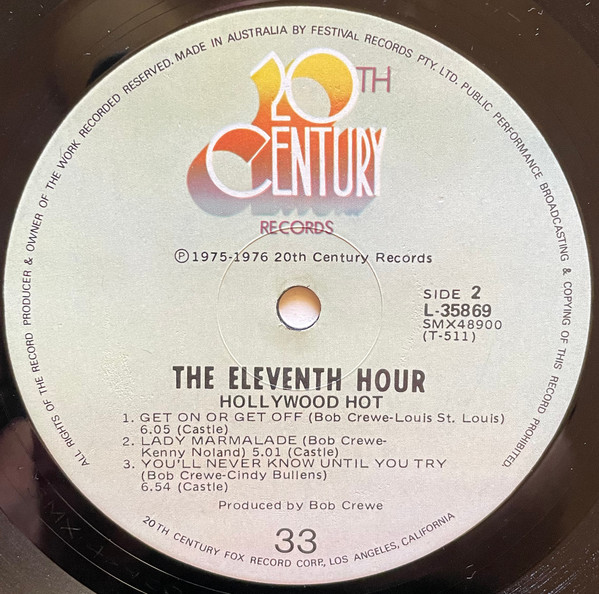 ALL RIGHTS OF THE RECORD PRODUCER & OWNER OF THE WORK RECORDED RESERVED. MADE IN AUSTRALIA BY FESTIVAL RECORDS PTY. LTD. PUBLIC PERFORMANCE BROADCASTING & COPYING OF THIS RECORD PROHIBITED.
20TH
CENTURY
RECORDS
Ⓟ 1975-1976 20th Century Records
SIDE 2
L-35869
SMX48900
(T-511)
THE ELEVENTH HOUR
HOLLYWOOD HOT
1. GET ON OR GET OFF (Bob Crewe-Louis St. Louis)
6.05 (Castle)
2. LADY MARMALADE (Bob Crewe-
Kenny Noland) 5.01 (Castle)
3. YOU'LL NEVER KNOW UNTIL YOU TRY
(Bob Crewe-Cindy Bullens)
6.54 (Castle)
Produced by Bob Crewe
33
20TH CENTURY FOX RECORD CORP, LOS ANGELES, CALIFORNIA